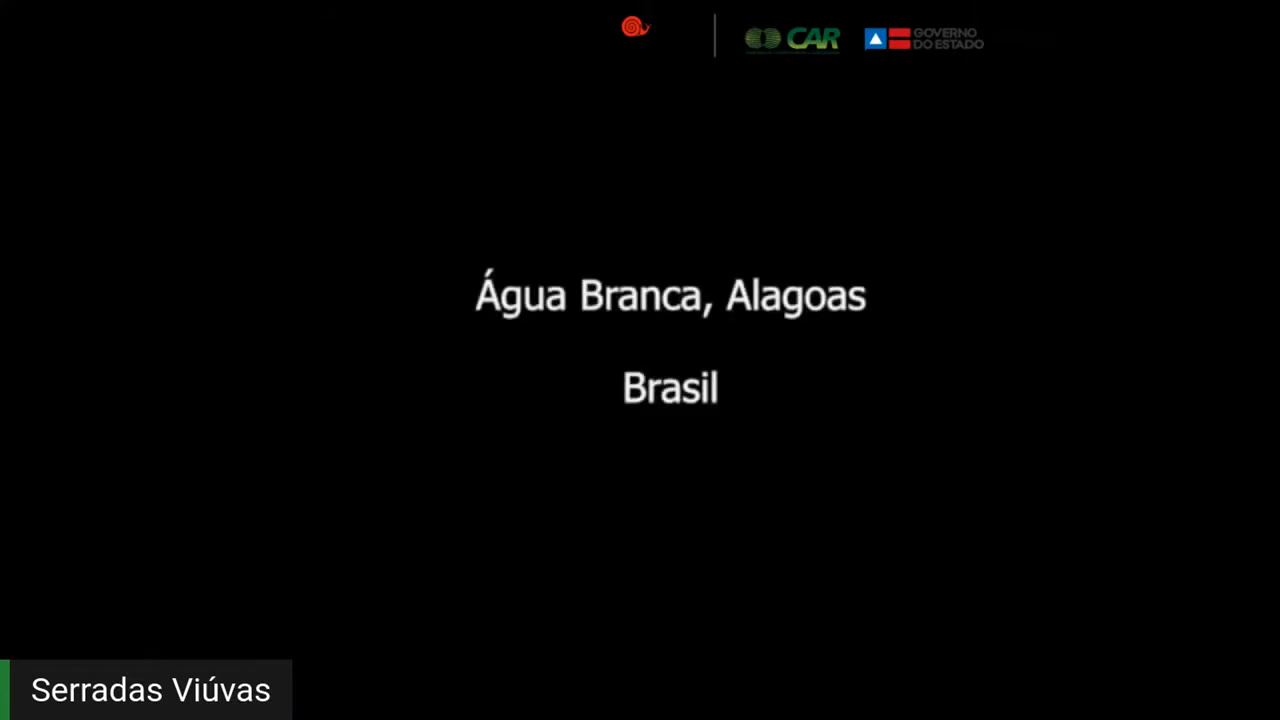 CAR
GOVERNO
DO ESTADO
Água Branca, Alagoas
Brasil
Serradas Viúvas